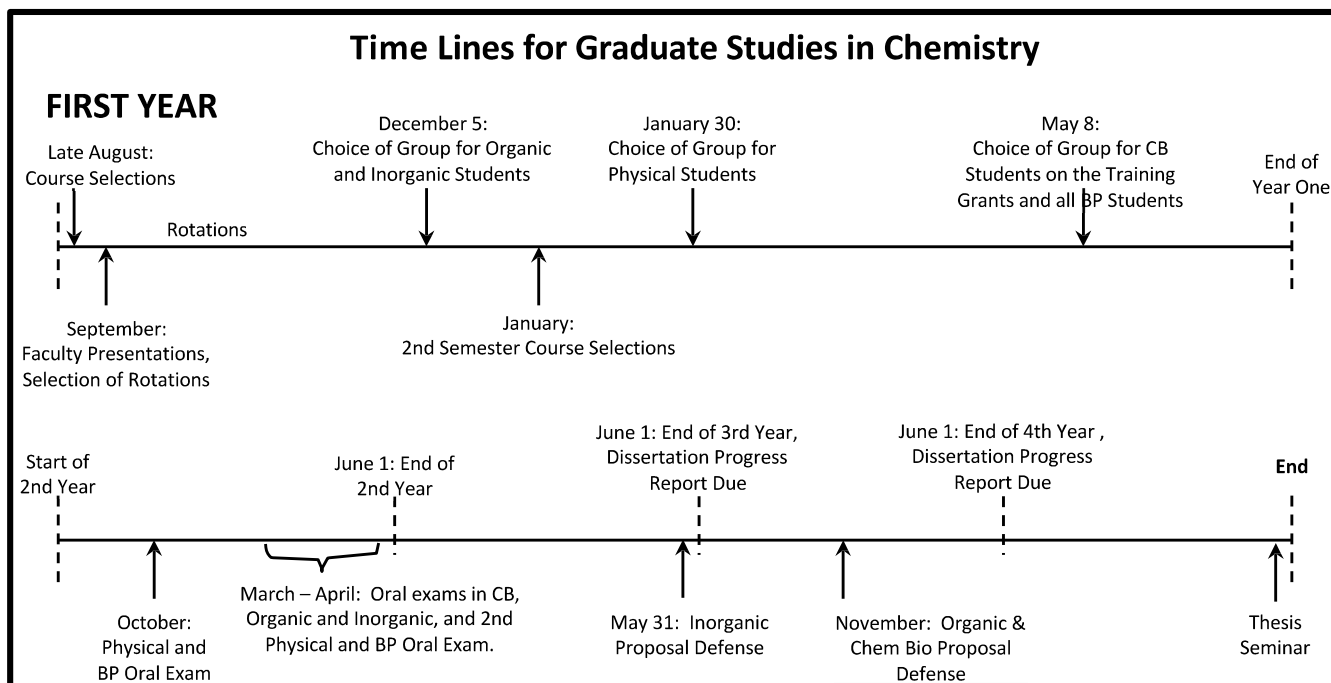 Time Lines for Graduate Studies in Chemistry
FIRST YEAR
Late August:
Course Selections
December 5:
Choice of Group for Organic
and Inorganic Students
January 30:
Choice of Group for
Physical Students
May 8:
Choice of Group for CB
Students on the Training
Grants and all BP Students
End of
Year One
Rotations
September:
Faculty Presentations,
Selection of Rotations
January:
2nd Semester Course Selections
Start of
2nd Year
June 1: End of
2nd Year
June 1: End of 3rd Year,
Dissertation Progress
Report Due
June 1: End of 4th Year ,
Dissertation Progress
Report Due
End
October:
Physical and
BP Oral Exam
March – April:  Oral exams in CB,
Organic and Inorganic, and 2nd
Physical and BP Oral Exam.
May 31:  Inorganic
Proposal Defense
November:  Organic &
Chem Bio Proposal
Defense
Thesis
Seminar